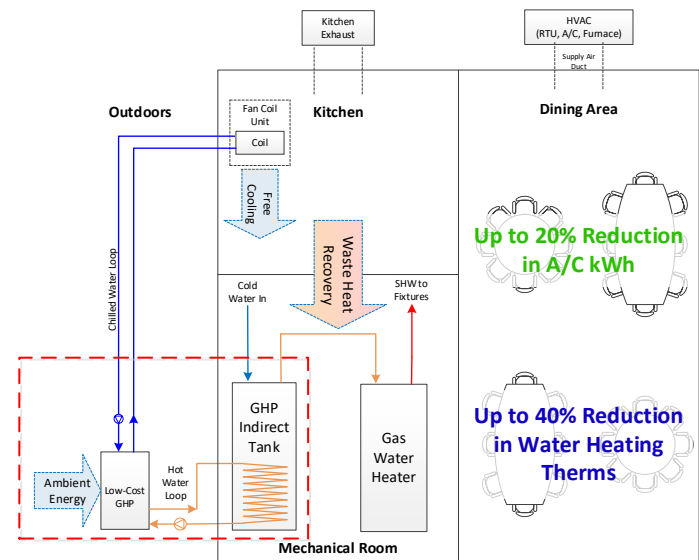 Kitchen
Exhaust
HVAC
(RTU, A/C, Furnace)
Supply Air
Duct
Outdoors
Fan Coil
Unit
Coil
Kitchen
Dining Area
Free
Cooling
Waste Heat
Recovery
Up to 20% Reduction
in A/C kWh
Chilled Water Loop
Cold
Water In
SHW to
Fixtures
GHP
Indirect
Tank
Gas
Water
Heater
Up to 40% Reduction
in Water Heating
Therms
Ambient
Energy
Low-Cost
GHP
Hot
Water
Loop
Mechanical Room